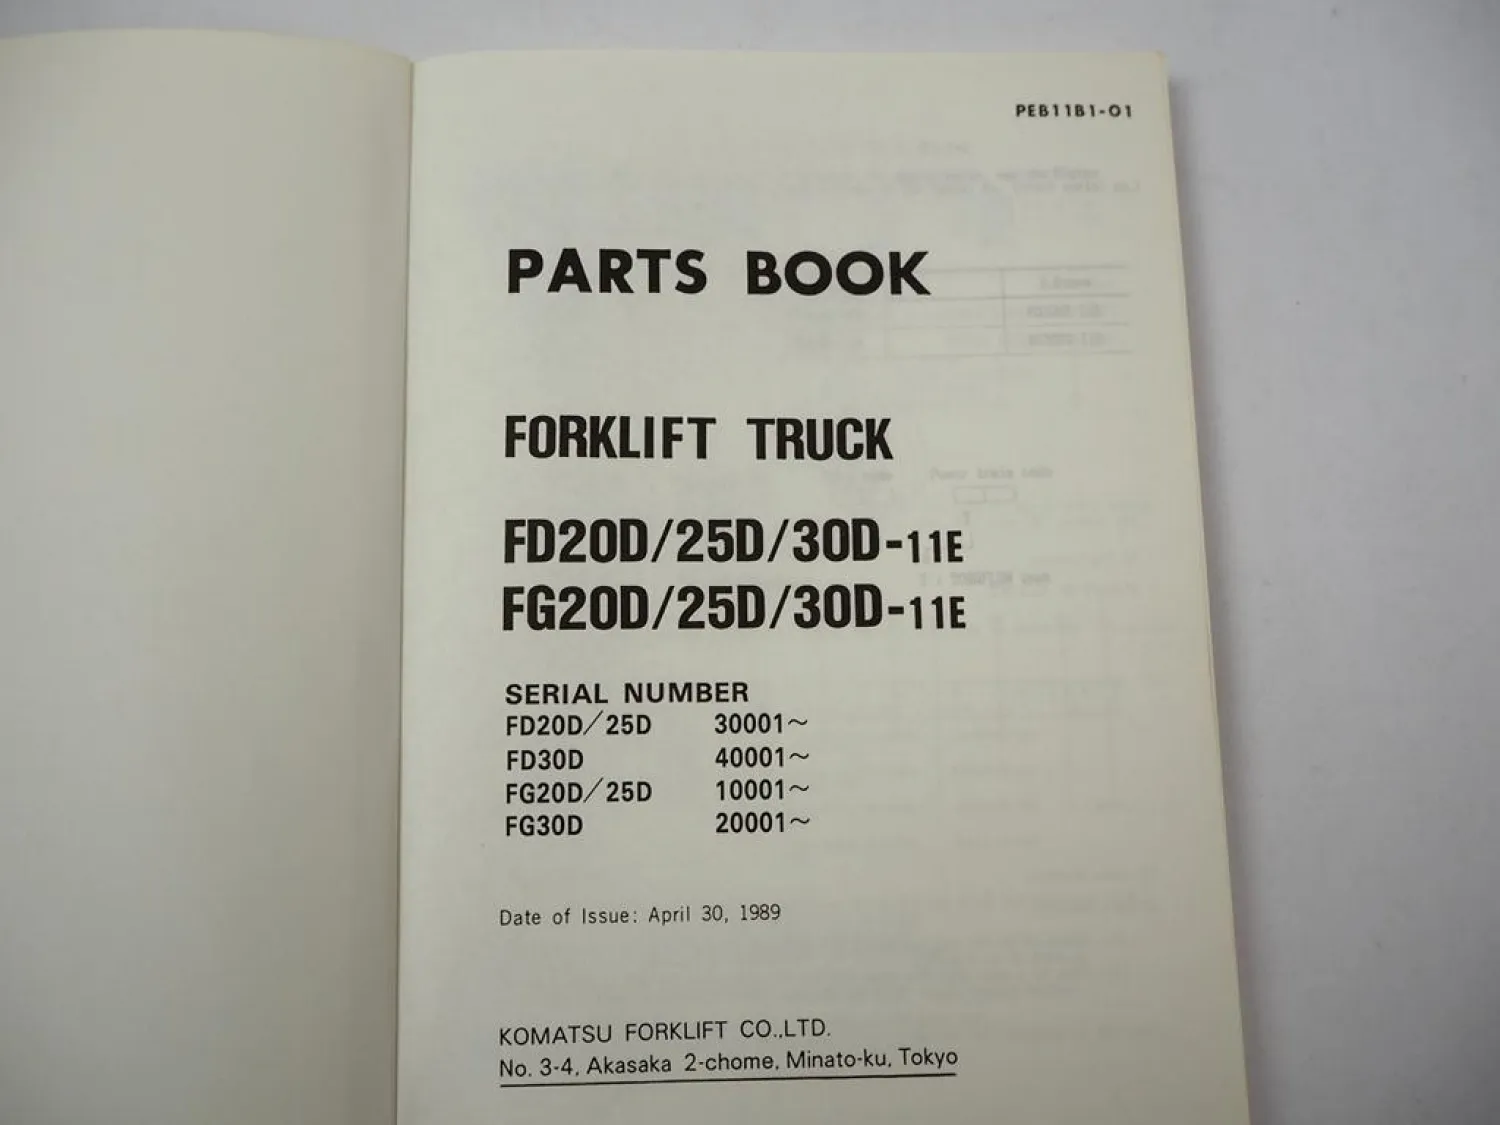 PEB11B1-01
PARTS BOOK
FORKLIFT TRUCK
FD20D/25D/30D-11E
FG20D/25D/30D-11E
SERIAL NUMBER
FD20D/25D 30001~
FD30D 40001~
FG20D/25D 10001~
FG30D 20001~
Date of Issue: April 30, 1989
KOMATSU FORKLIFT CO.,LTD.
No. 3-4, Akasaka 2-chome, Minato-ku, Tokyo